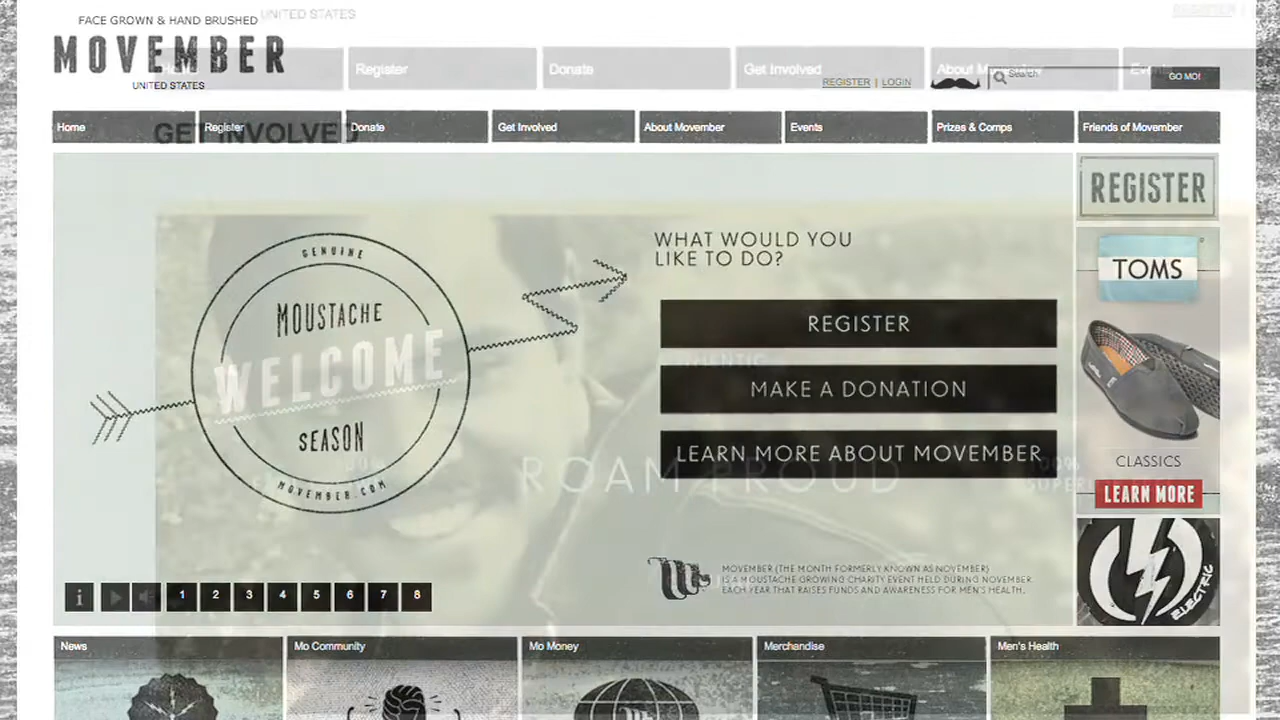 UNITED STATES
REGISTER
FACE GROWN & HAND BRUSHED
MOVEMBER
UNITED STATES
Register
Donate
Get Involved
About Movember
REGISTER | LOGIN
Search
GO MO!
Home
Register
Donate
Get Involved
About Movember
Events
Prizes & Comps
Friends of Movember
GET INVOLVED
REGISTER
GENUINE
MOUSTACHE
WELCOME
SEASON
MOVEMBER.COM
WHAT WOULD YOU
LIKE TO DO?
REGISTER
AUTHENTIC
MAKE A DONATION
LEARN MORE ABOUT MOVEMBER
ROAM PROUD
100%
TOMS
CLASSICS
LEARN MORE
ELECTRIC
MOVEMBER (THE MONTH FORMERLY KNOWN AS NOVEMBER)
IS A MOUSTACHE GROWING CHARITY EVENT HELD DURING NOVEMBER
EACH YEAR THAT RAISES FUNDS AND AWARENESS FOR MEN'S HEALTH.
i
1 2 3 4 5 6 7 8
News
Mo Community
Mo Money
Merchandise
Men's Health